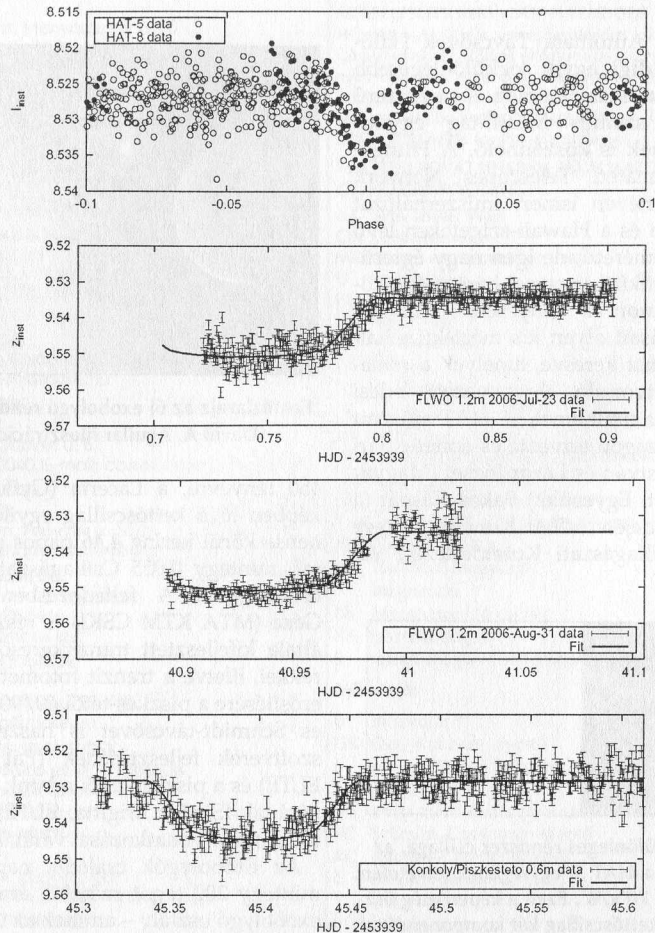 HAT-5 data
HAT-8 data
8.515
8.52
8.525
8.53
8.535
8.54
I inst
-0.1 -0.05 0 0.05 0.1
Phase
9.52
9.53
9.54
9.55
9.56
9.57
z inst
FLWO 1.2m 2006-Jul-23 data
Fit
0.7 0.75 0.8 0.85 0.9
HJD - 2453939
9.52
9.53
9.54
9.55
9.56
9.57
z inst
FLWO 1.2m 2006-Aug-31 data
Fit
40.9 40.95 41 41.05 41.1
HJD - 2453939
9.51
9.52
9.53
9.54
9.55
9.56
z inst
Konkoly/Piszkesteto 0.6m data
Fit
45.3 45.35 45.4 45.45 45.5 45.55 45.6
HJD - 2453939